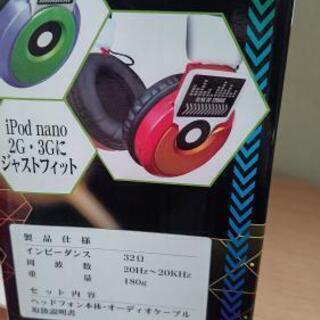 iPod nano
2G・3Gに
ジャストフィット
製品仕様
インピーダンス 32Ω
周波数 20Hz〜20KHz
重量 180g
セット内容
ヘッドフォン本体・オーディオケーブル
取扱説明書